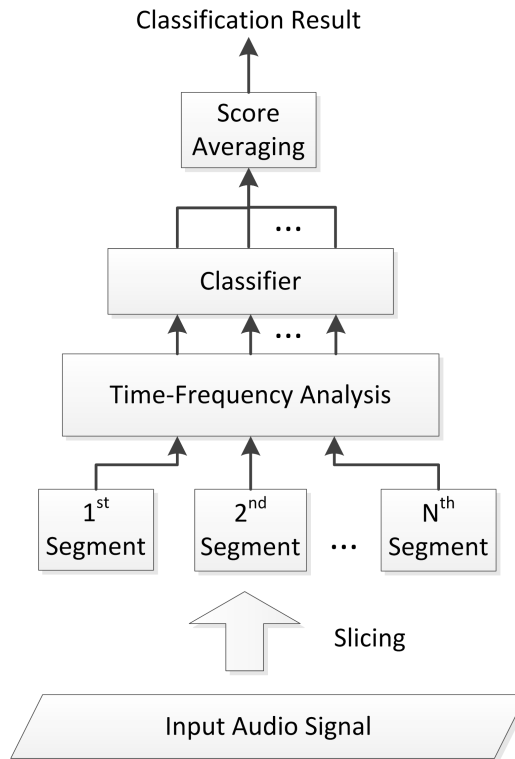 Classification Result
Score
Averaging
...
Classifier
...
Time-Frequency Analysis
1st
Segment
2nd
Segment
...
Nth
Segment
Slicing
Input Audio Signal